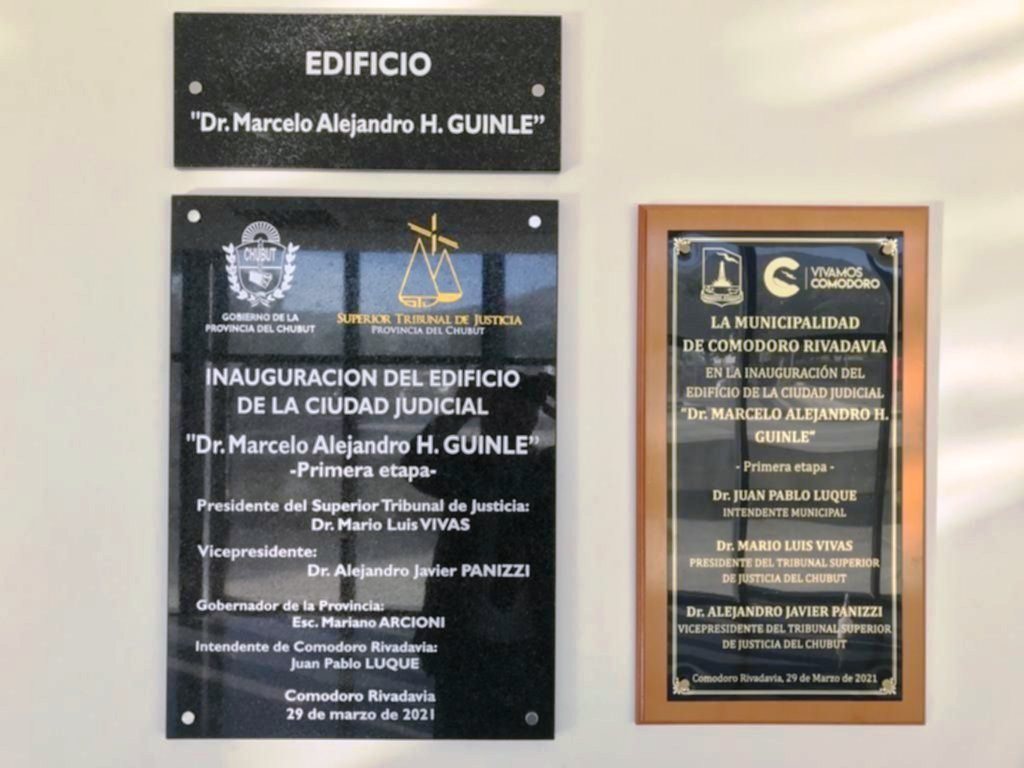 EDIFICIO
"Dr. Marcelo Alejandro H. GUINLE”
CHUBUT
GOBIERNO DE LA
PROVINCIA DEL CHUBUT
SUPERIOR TRIBUNAL DE JUSTICIA
PROVINCIA DEL CHUBUT
INAUGURACION DEL EDIFICIO
DE LA CIUDAD JUDICIAL
"Dr. Marcelo Alejandro H. GUINLE”
-Primera etapa-
Presidente del Superior Tribunal de Justicia:
Dr. Mario Luis VIVAS
Vicepresidente:
Dr. Alejandro Javier PANIZZI
Gobernador de la Provincia:
Esc. Mariano ARCIONI
Intendente de Comodoro Rivadavia:
Juan Pablo LUQUE
Comodoro Rivadavia
29 de marzo de 2021
VIVAMOS
COMODORO
LA MUNICIPALIDAD
DE COMODORO RIVADAVIA
EN LA INAUGURACIÓN DEL
EDIFICIO DE LA CIUDAD JUDICIAL
"Dr. MARCELO ALEJANDRO H.
GUINLE"
- Primera etapa -
Dr. JUAN PABLO LUQUE
INTENDENTE MUNICIPAL
Dr. MARIO LUIS VIVAS
PRESIDENTE DEL TRIBUNAL SUPERIOR
DE JUSTICIA DEL CHUBUT
Dr. ALEJANDRO JAVIER PANIZZI
VICEPRESIDENTE DEL TRIBUNAL SUPERIOR
DE JUSTICIA DEL CHUBUT
Comodoro Rivadavia, 29 de Marzo de 2021